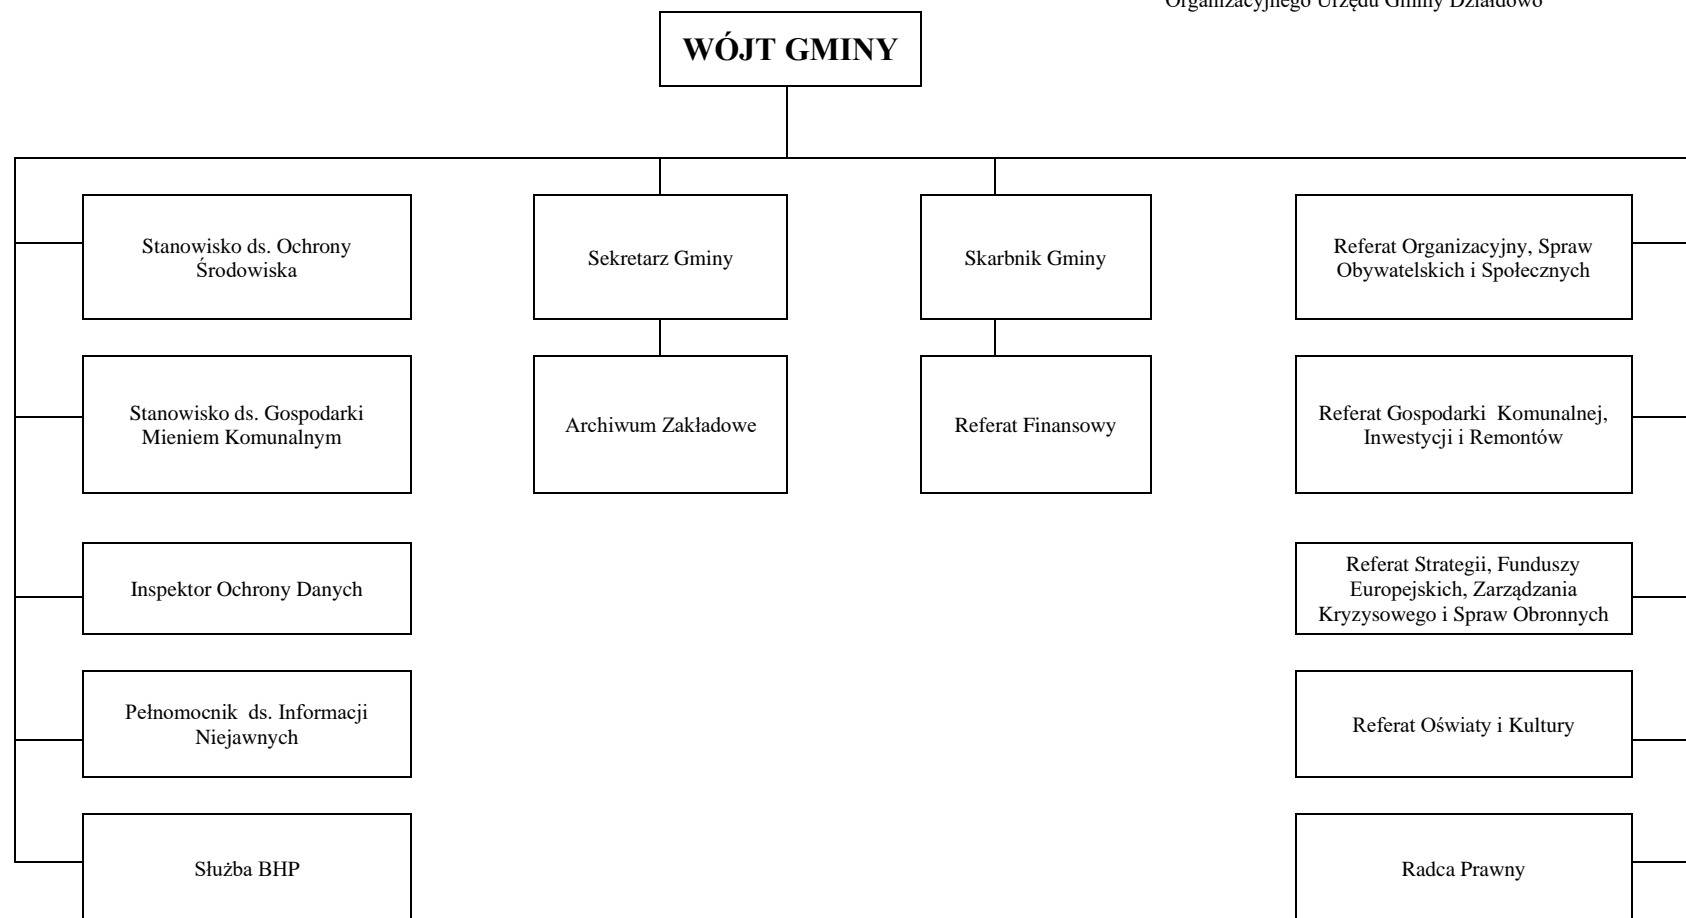 Organizacyjnego Urzędu Gminy Działdowo
WÓJT GMINY
Stanowisko ds. Ochrony
Środowiska
Sekretarz Gminy
Skarbnik Gminy
Referat Organizacyjny, Spraw
Obywatelskich i Społecznych
Stanowisko ds. Gospodarki
Mieniem Komunalnym
Archiwum Zakładowe
Referat Finansowy
Referat Gospodarki  Komunalnej,
Inwestycji i Remontów
Inspektor Ochrony Danych
Referat Strategii, Funduszy
Europejskich, Zarządzania
Kryzysowego i Spraw Obronnych
Pełnomocnik  ds. Informacji
Niejawnych
Referat Oświaty i Kultury
Służba BHP
Radca Prawny